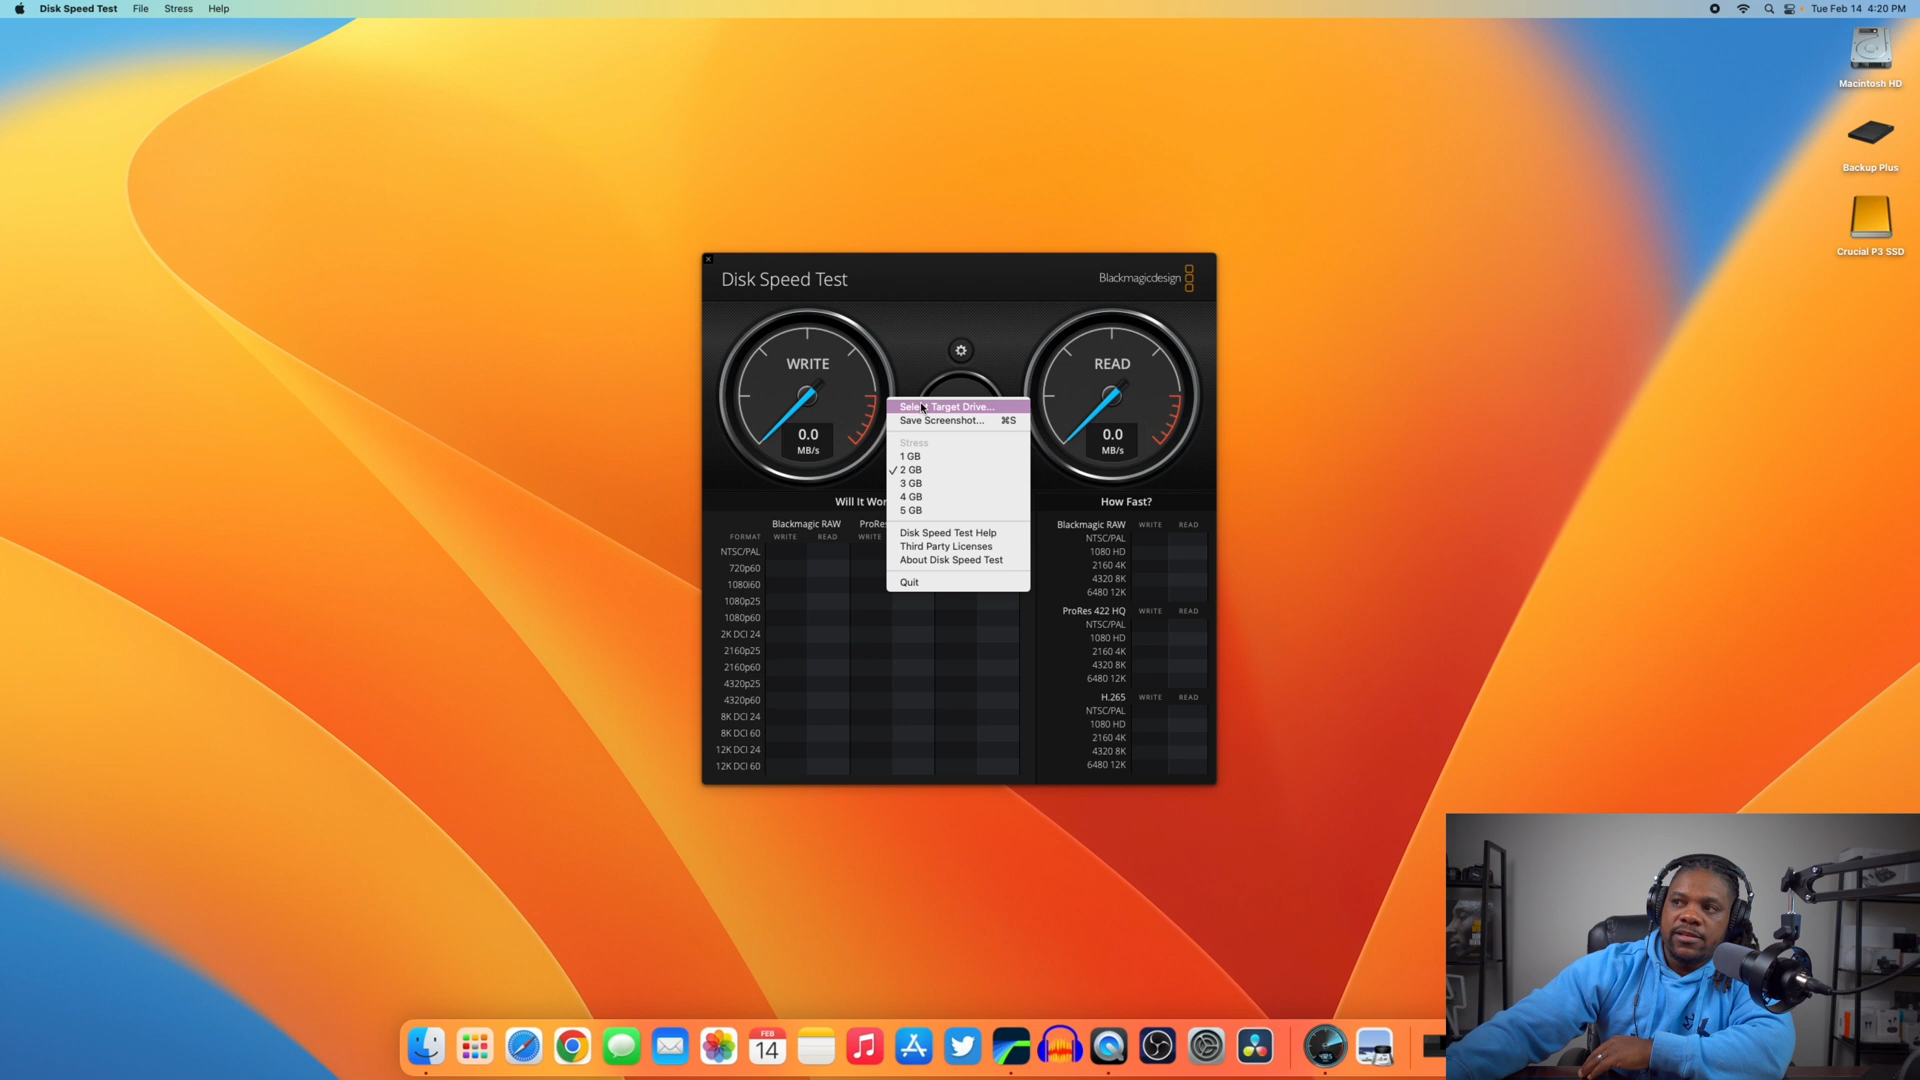 Disk Speed Test File Stress Help
Tue Feb 14 4:20 PM
Macintosh HD
Backup Plus
Crucial P3 SSD
Disk Speed Test
Blackmagicdesign
WRITE
0.0
MB/s
READ
0.0
MB/s
Select Target Drive...
Save Screenshot... ⌘S
Stress
1 GB
✓ 2 GB
3 GB
4 GB
5 GB
Disk Speed Test Help
Third Party Licenses
About Disk Speed Test
Quit
Will It Wor
Blackmagic RAW ProRes
FORMAT WRITE READ WRITE
NTSC/PAL
720p60
1080i60
1080p25
1080p60
2K DCI 24
2160p25
2160p60
4320p25
4320p60
8K DCI 24
8K DCI 60
12K DCI 24
12K DCI 60
How Fast?
Blackmagic RAW WRITE READ
NTSC/PAL
1080 HD
2160 4K
4320 8K
6480 12K
ProRes 422 HQ WRITE READ
NTSC/PAL
1080 HD
2160 4K
4320 8K
6480 12K
H.265 WRITE READ
NTSC/PAL
1080 HD
2160 4K
4320 8K
6480 12K
FEB
14